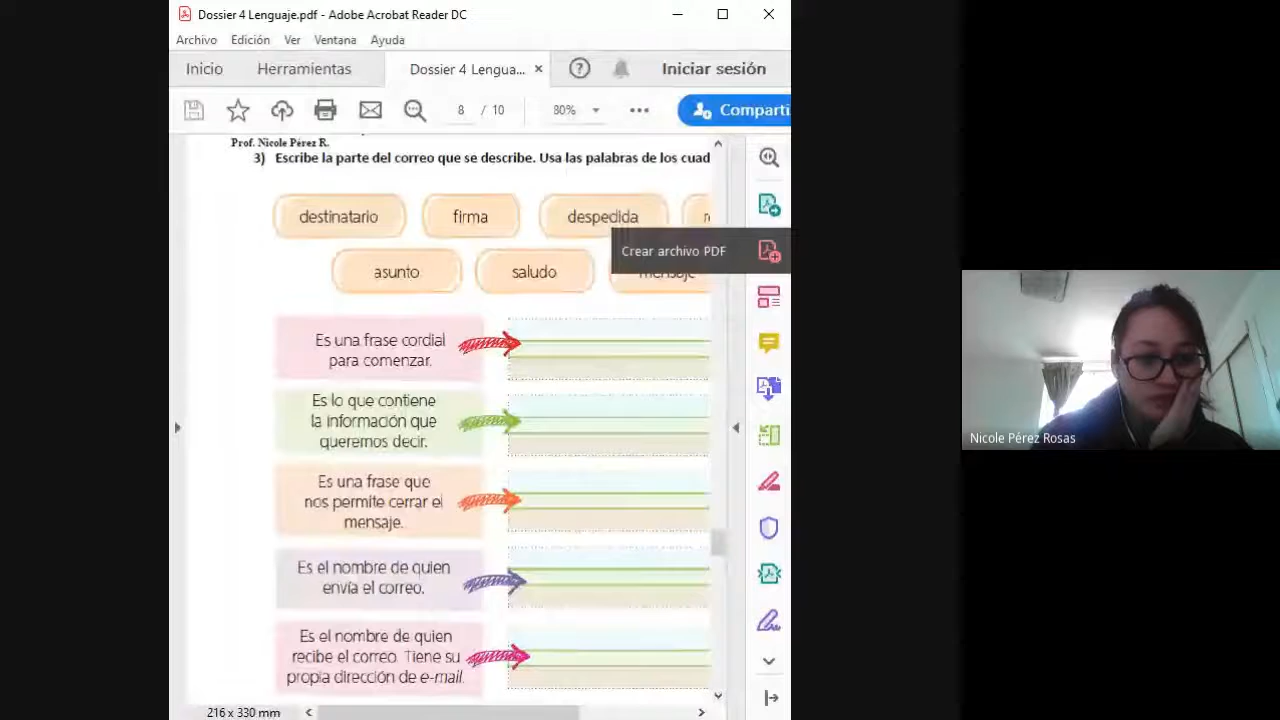 Dossier 4 Lenguaje.pdf - Adobe Acrobat Reader DC
Archivo Edición Ver Ventana Ayuda
Inicio Herramientas Dossier 4 Lengua... Iniciar sesión
8 / 10 80% Comparti
Prof. Nicole Pérez R.
3) Escribe la parte del correo que se describe. Usa las palabras de los cuad
destinatario firma despedida
Crear archivo PDF
asunto saludo mensaje
Es una frase cordial
para comenzar.
Es lo que contiene
la información que
queremos decir.
Es una frase que
nos permite cerrar el
mensaje.
Es el nombre de quien
envía el correo.
Es el nombre de quien
recibe el correo. Tiene su
propia dirección de e-mail.
216 x 330 mm
Nicole Pérez Rosas